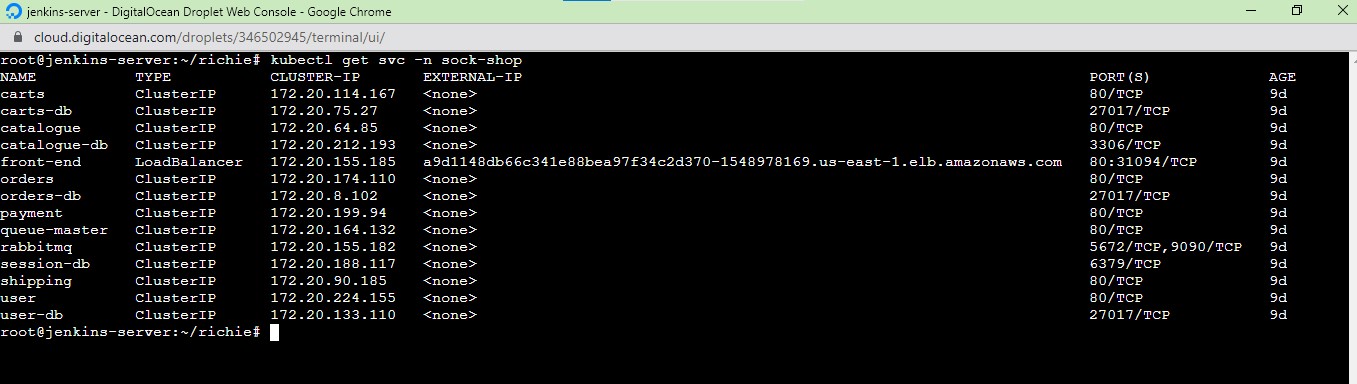 jenkins-server - DigitalOcean Droplet Web Console - Google Chrome
cloud.digitalocean.com/droplets/346502945/terminal/ui/
root@jenkins-server:~/richie# kubectl get svc -n sock-shop
NAME TYPE CLUSTER-IP EXTERNAL-IP PORT(S) AGE
carts ClusterIP 172.20.114.167 <none> 80/TCP 9d
carts-db ClusterIP 172.20.75.27 <none> 27017/TCP 9d
catalogue ClusterIP 172.20.64.85 <none> 80/TCP 9d
catalogue-db ClusterIP 172.20.212.193 <none> 3306/TCP 9d
front-end LoadBalancer 172.20.155.185 a9d1148db66c341e88bea97f34c2d370-1548978169.us-east-1.elb.amazonaws.com 80:31094/TCP 9d
orders ClusterIP 172.20.174.110 <none> 80/TCP 9d
orders-db ClusterIP 172.20.8.102 <none> 27017/TCP 9d
payment ClusterIP 172.20.199.94 <none> 80/TCP 9d
queue-master ClusterIP 172.20.164.132 <none> 80/TCP 9d
rabbitmq ClusterIP 172.20.155.182 <none> 5672/TCP,9090/TCP 9d
session-db ClusterIP 172.20.188.117 <none> 6379/TCP 9d
shipping ClusterIP 172.20.90.185 <none> 80/TCP 9d
user ClusterIP 172.20.224.155 <none> 80/TCP 9d
user-db ClusterIP 172.20.133.110 <none> 27017/TCP 9d
root@jenkins-server:~/richie#